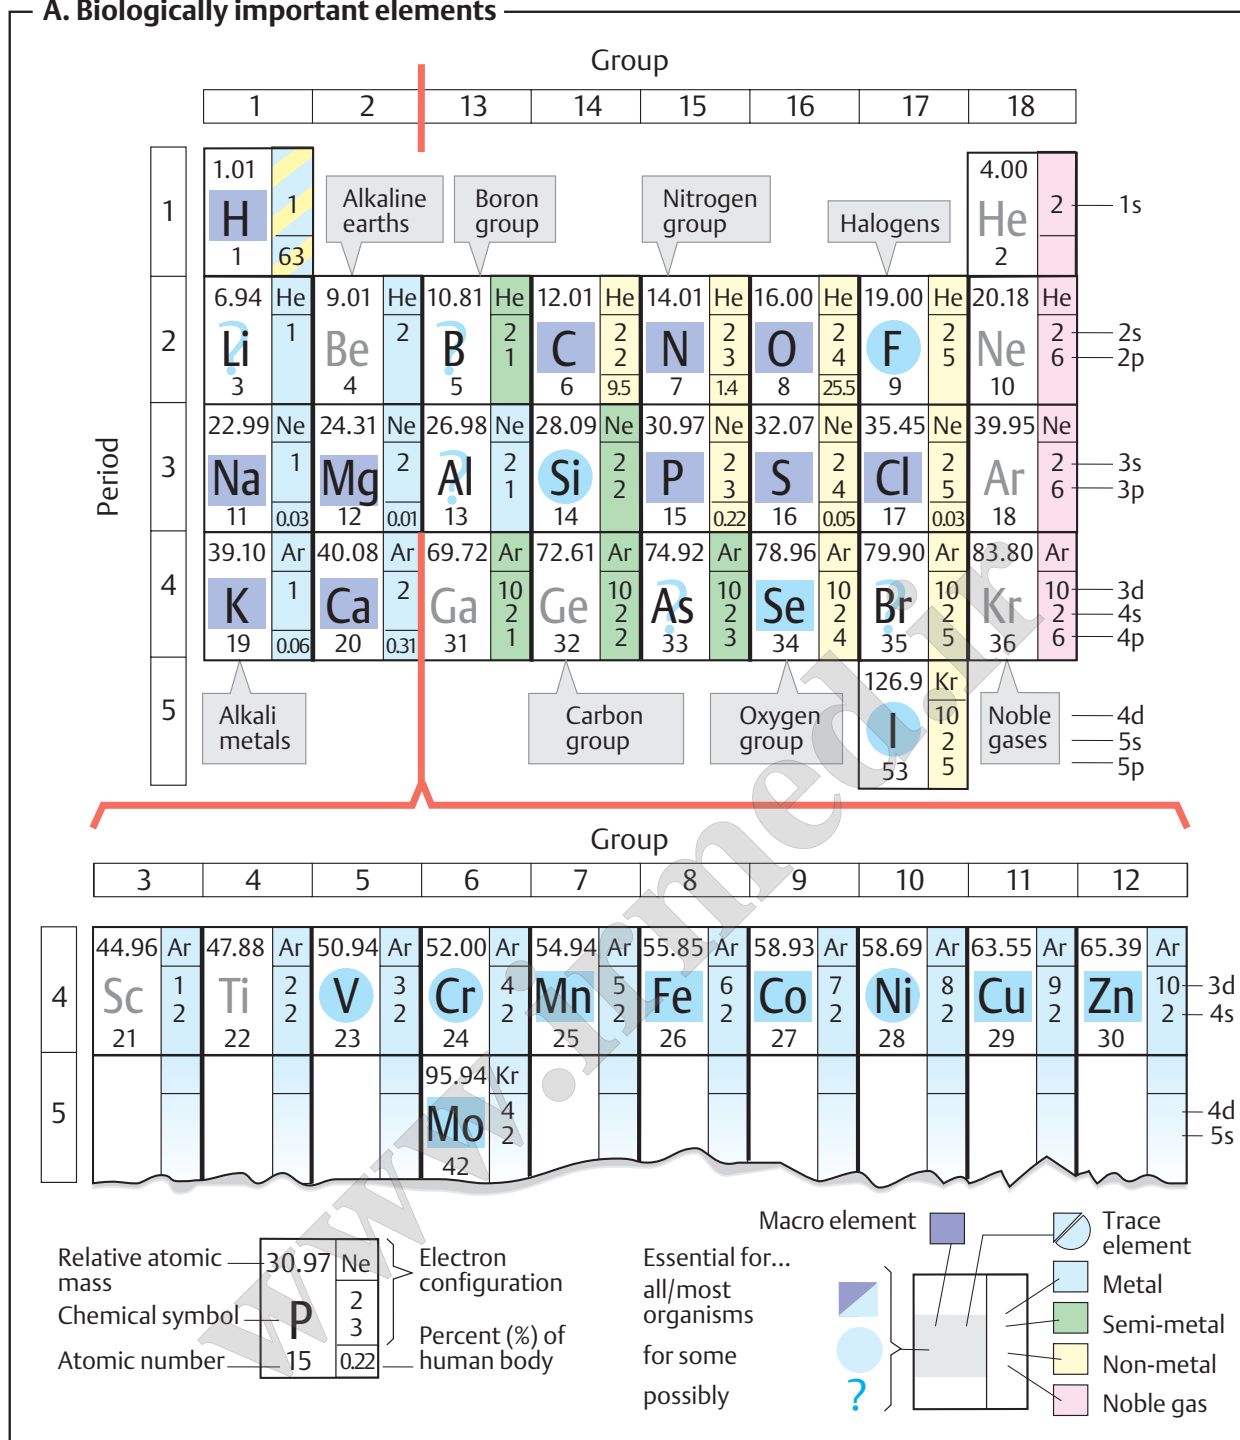 A. Biologically important elements
Group
1 2 13 14 15 16 17 18
Period
1
1.01 4.00
H 1 He 2 1s
1 63 2
Alkaline earths
Boron group
Nitrogen group
Halogens
2
6.94 He 9.01 He 10.81 He 12.01 He 14.01 He 16.00 He 19.00 He 20.18 He
? Li 1 Be 2 ? B 2 1 C 2 2 N 2 3 O 2 4 F 2 5 Ne 2 6 2s 2p
3 4 5 6 9.5 7 1.4 8 25.5 9 10
3
22.99 Ne 24.31 Ne 26.98 Ne 28.09 Ne 30.97 Ne 32.07 Ne 35.45 Ne 39.95 Ne
Na 1 Mg 2 ? Al 2 1 Si 2 2 P 2 3 S 2 4 Cl 2 5 Ar 2 6 3s 3p
11 0.03 12 0.01 13 14 15 0.22 16 0.05 17 0.03 18
4
39.10 Ar 40.08 Ar 69.72 Ar 72.61 Ar 74.92 Ar 78.96 Ar 79.90 Ar 83.80 Ar
K 1 Ca 2 Ga 10 2 1 Ge 10 2 2 ? As 10 2 3 Se 10 2 4 ? Br 10 2 5 Kr 10 2 6 3d 4s 4p
19 0.06 20 0.31 31 32 33 34 35 36
5
126.9 Kr
I 10 2 5 4d 5s 5p
53
Alkali metals
Carbon group
Oxygen group
Noble gases
Group
3 4 5 6 7 8 9 10 11 12
4
44.96 Ar 47.88 Ar 50.94 Ar 52.00 Ar 54.94 Ar 55.85 Ar 58.93 Ar 58.69 Ar 63.55 Ar 65.39 Ar
Sc 1 2 Ti 2 2 V 3 2 Cr 4 2 Mn 5 2 Fe 6 2 Co 7 2 Ni 8 2 Cu 9 2 Zn 10 2 3d 4s
21 22 23 24 25 26 27 28 29 30
5
95.94 Kr
Mo 4 2 4d 5s
42
Relative atomic mass
Chemical symbol
Atomic number
30.97 Ne
P 2 3
15 0.22
Electron configuration
Percent (%) of human body
Essential for...
all/most organisms
for some
possibly ?
Macro element
Trace element
Metal
Semi-metal
Non-metal
Noble gas
www.irmed.ir